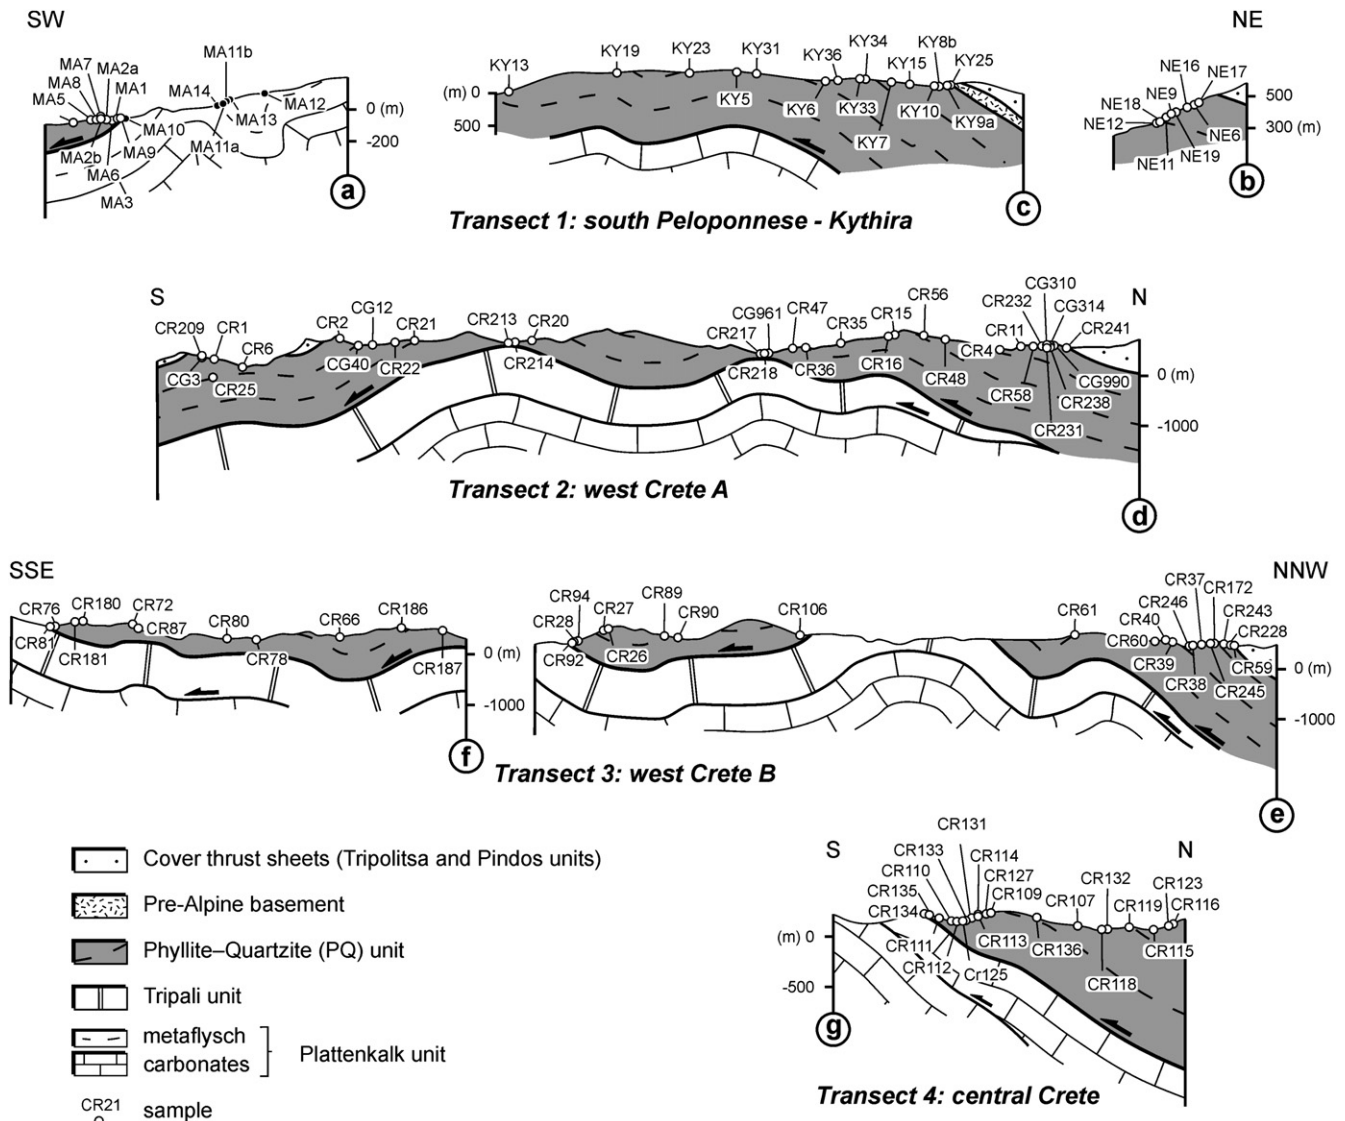 SW
NE
MA11b
MA7
MA2a
MA8
MA1
MA5
MA14
MA12
MA13
MA10
MA2b
MA9
MA11a
MA6
MA3
0 (m)
-200
a
KY13
KY19
KY23
KY31
KY36
KY34
KY8b
KY15
KY25
(m) 0
500
KY5
KY6
KY33
KY10
KY9a
KY7
c
NE16
NE17
NE9
NE18
NE12
NE6
NE19
NE11
500
300 (m)
b
Transect 1: south Peloponnese - Kythira
S
N
CR209
CR1
CR6
CG3
CR25
CR2
CG12
CR21
CG40
CR22
CR213
CR20
CR214
CG961
CR47
CR217
CR35
CR218
CR36
CR15
CR56
CR16
CR48
CG310
CR232
CG314
CR11
CR241
CR4
CG990
CR58
CR238
CR231
0 (m)
-1000
Transect 2: west Crete A
d
SSE
NNW
CR76
CR180
CR72
CR87
CR81
CR181
CR80
CR78
CR66
CR186
CR187
0 (m)
-1000
f
CR94
CR27
CR28
CR89
CR90
CR92
CR26
CR106
CR61
CR37
CR246
CR172
CR40
CR243
CR60
CR228
CR39
CR59
CR38
CR245
0 (m)
-1000
Transect 3: west Crete B
e
Cover thrust sheets (Tripolitsa and Pindos units)
Pre-Alpine basement
Phyllite–Quartzite (PQ) unit
Tripali unit
metaflysch
carbonates
Plattenkalk unit
CR21
sample
S
N
CR131
CR133
CR114
CR110
CR127
CR135
CR109
CR134
CR132
CR123
CR107
CR119
CR116
(m) 0
-500
CR111
CR113
CR136
CR115
CR112
Cr125
CR118
g
Transect 4: central Crete